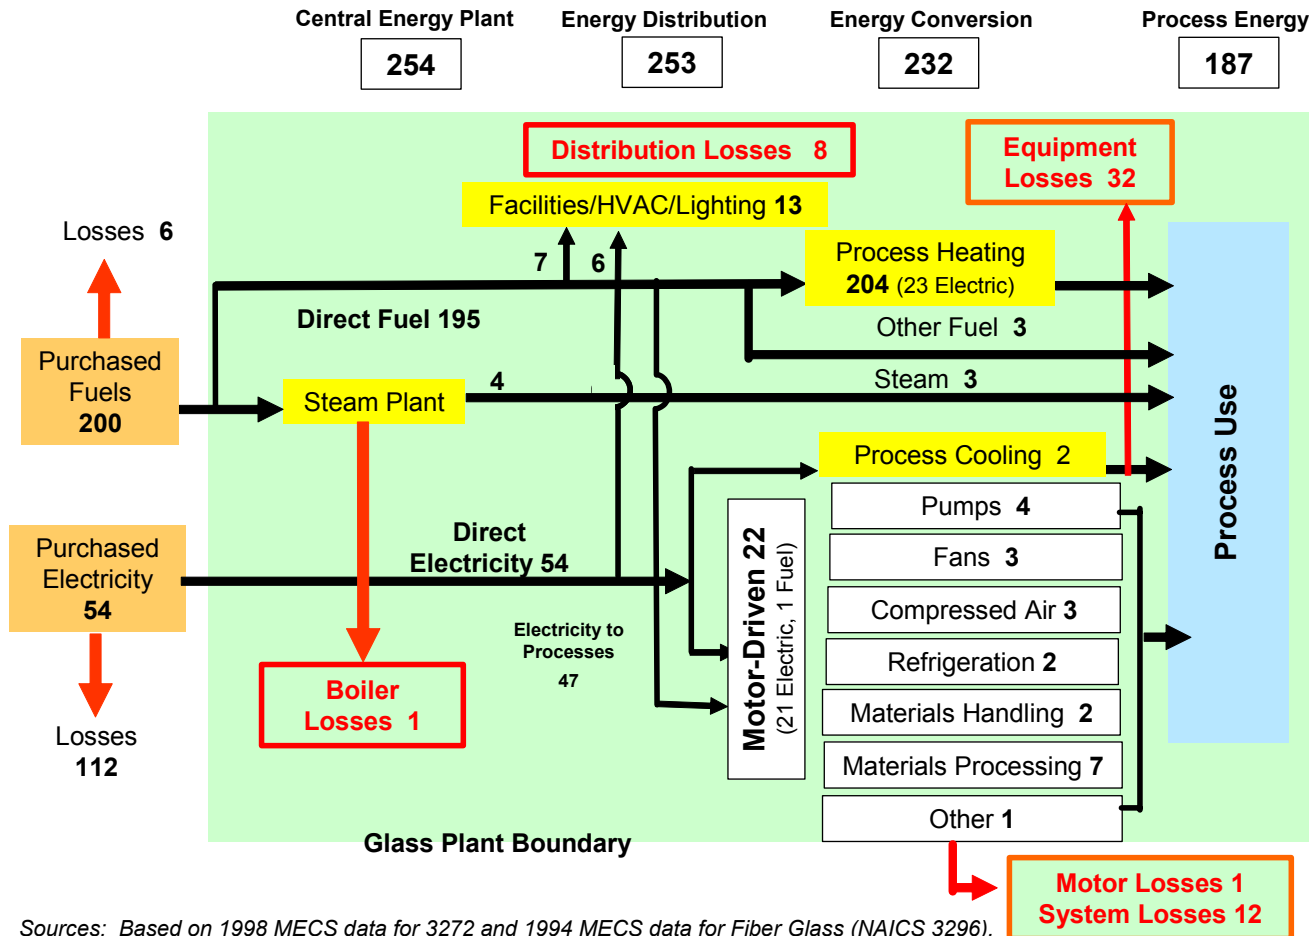 Central Energy Plant
Energy Distribution
Energy Conversion
Process Energy
254
253
232
187
Distribution Losses 8
Equipment
Losses 32
Facilities/HVAC/Lighting 13
Losses 6
7
6
Process Heating
204 (23 Electric)
Direct Fuel 195
Other Fuel 3
Purchased
Fuels
200
Steam Plant
4
Steam 3
Process Use
Process Cooling 2
Pumps 4
Purchased
Electricity
54
Direct
Electricity 54
Motor-Driven 22
(21 Electric, 1 Fuel)
Fans 3
Compressed Air 3
Electricity to
Processes
47
Refrigeration 2
Boiler
Losses 1
Materials Handling 2
Losses
112
Materials Processing 7
Other 1
Glass Plant Boundary
Motor Losses 1
System Losses 12
Sources: Based on 1998 MECS data for 3272 and 1994 MECS data for Fiber Glass (NAICS 3296).